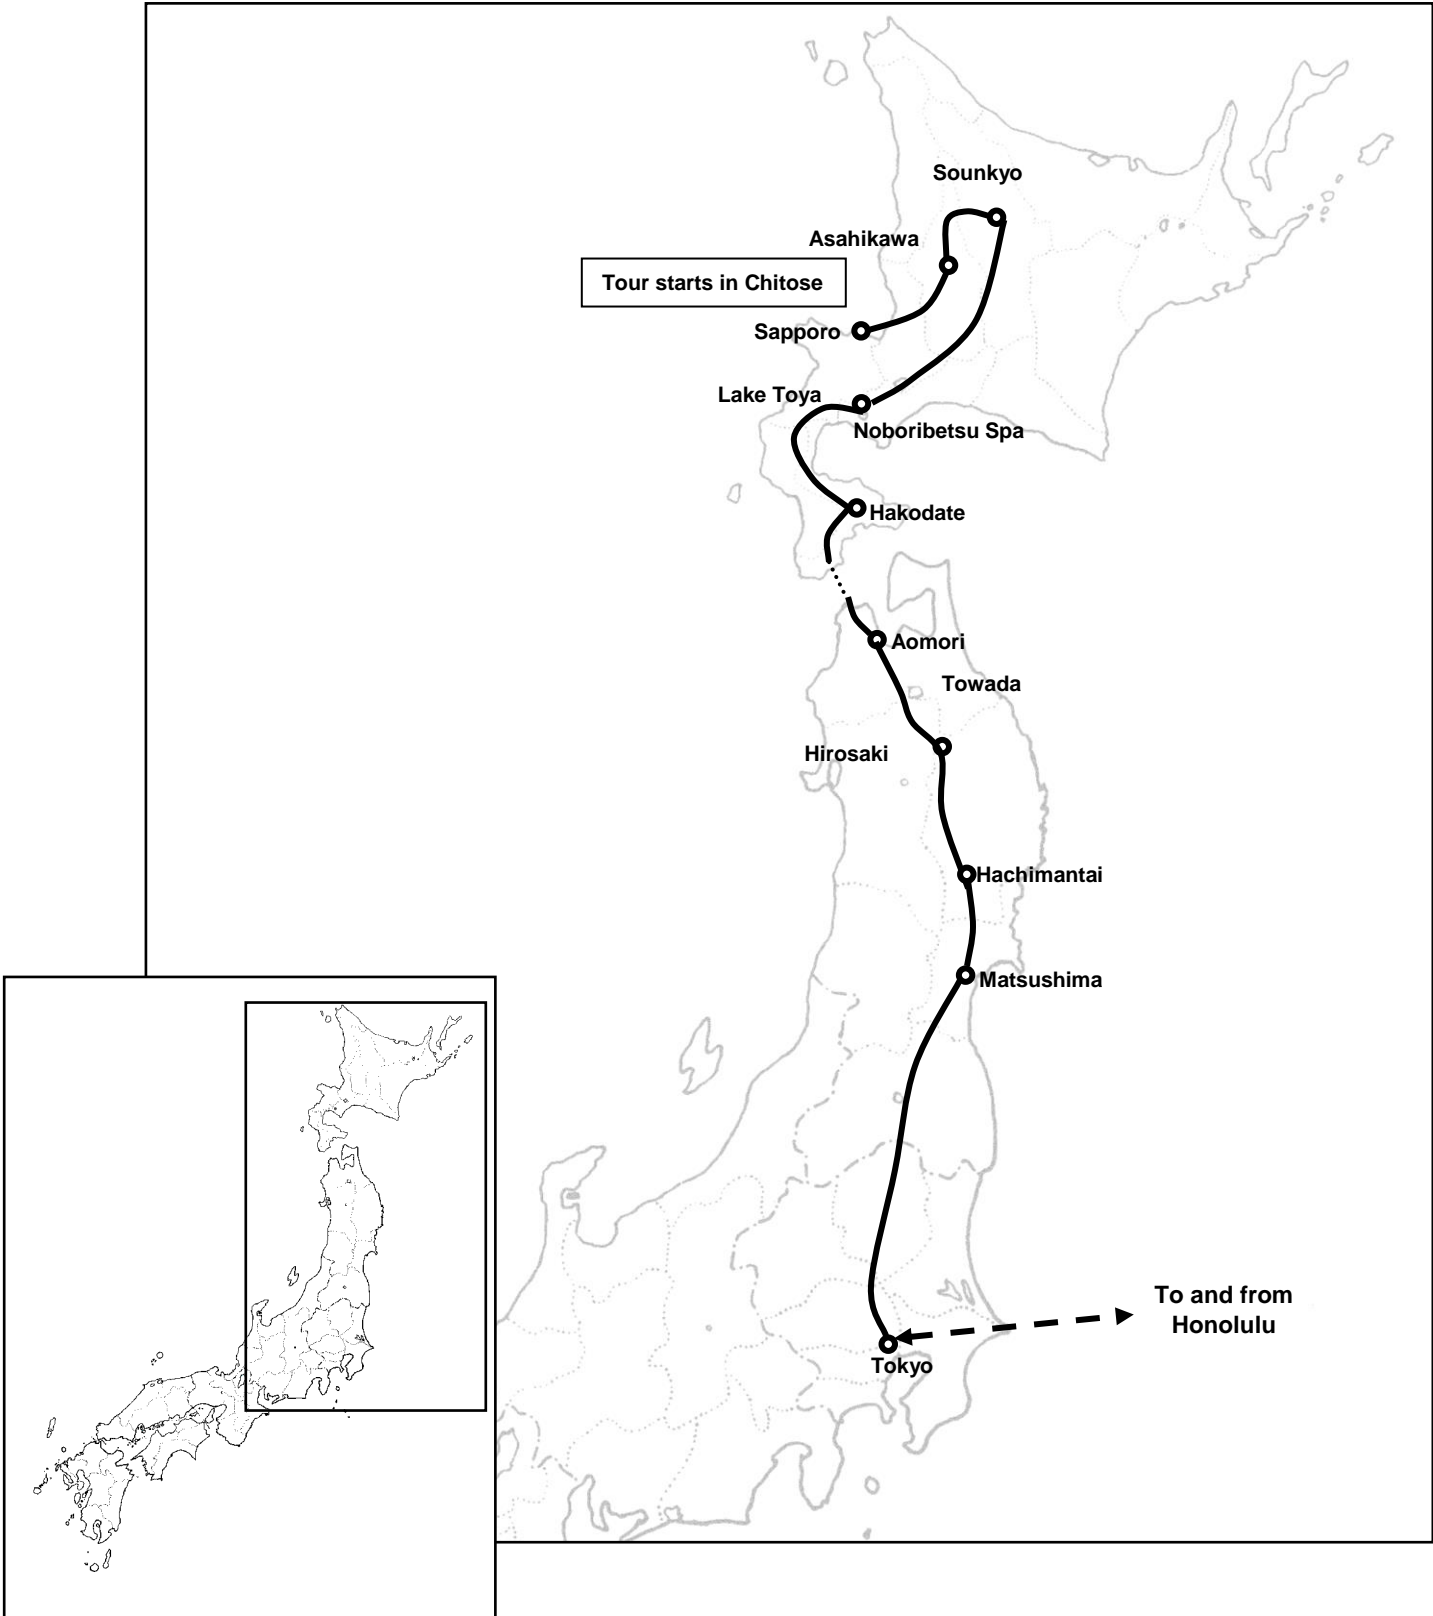 Sounkyo
Asahikawa
Tour starts in Chitose
Sapporo
Lake Toya
Noboribetsu Spa
Hakodate
Aomori
Towada
Hirosaki
Hachimantai
Matsushima
To and from
Honolulu
Tokyo